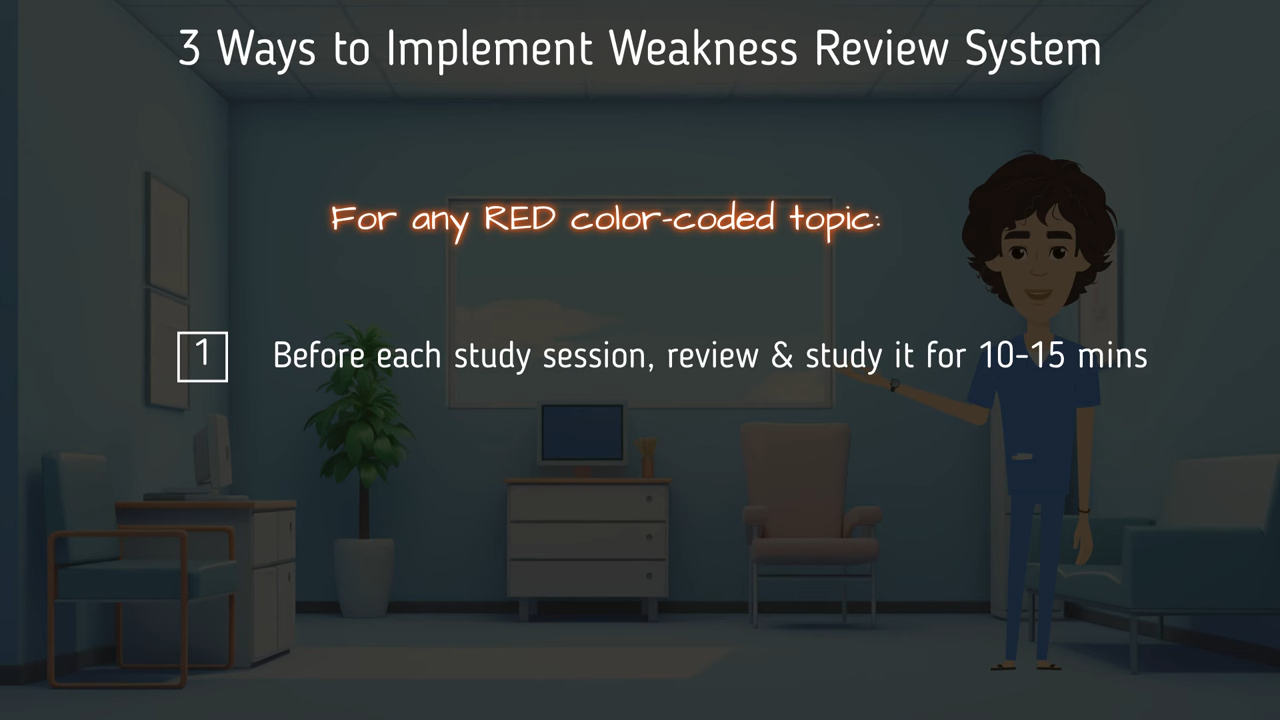 3 Ways to Implement Weakness Review System
For any RED color-coded topic:
1 Before each study session, review & study it for 10-15 mins